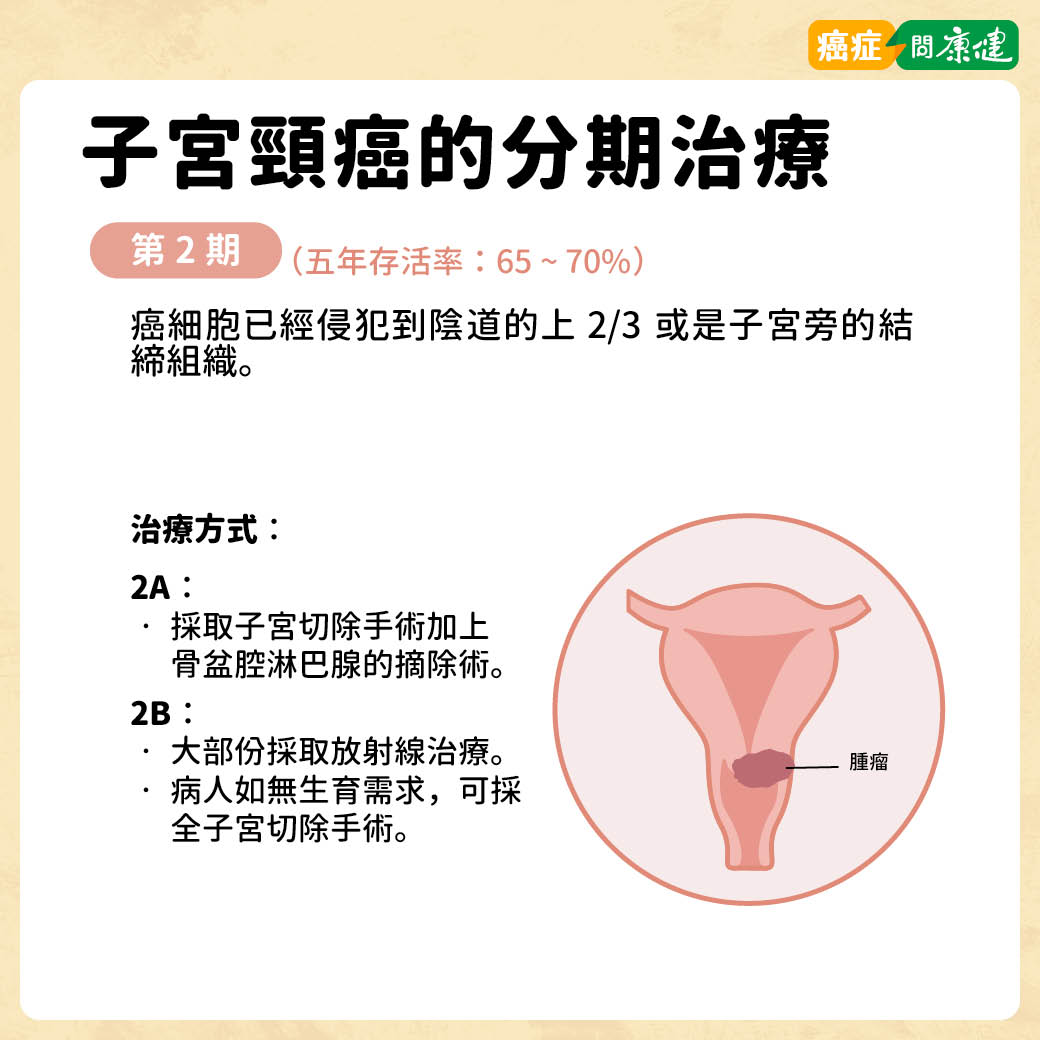 癌症問康健
子宮頸癌的分期治療
第 2 期 (五年存活率：65 ~ 70%)
癌細胞已經侵犯到陰道的上 2/3 或是子宮旁的結
締組織。
治療方式：
2A：
· 採取子宮切除手術加上
骨盆腔淋巴腺的摘除術。
2B：
· 大部份採取放射線治療。
· 病人如無生育需求，可採
全子宮切除手術。
腫瘤